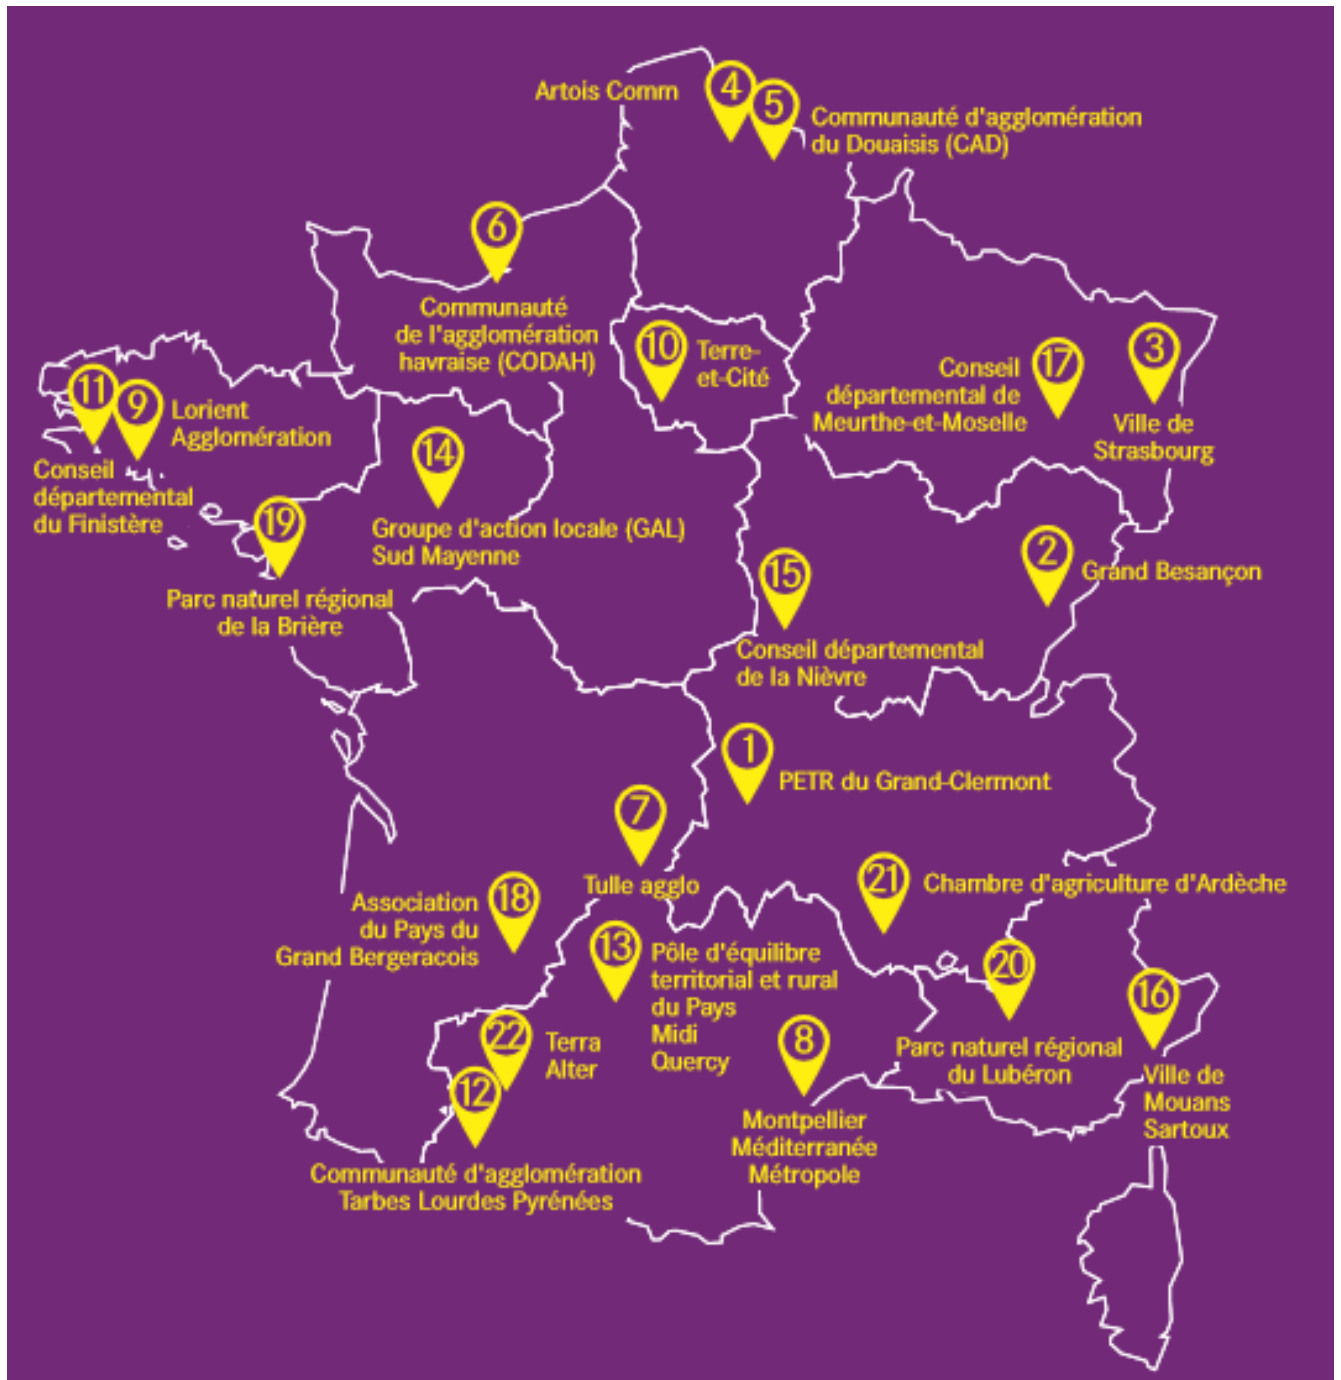 4
Artois Comm
5
Communauté d'agglomération
du Douaisis (CAD)
6
Communauté
de l'agglomération
havraise (CODAH)
10
Terre-
et-Cité
17
Conseil
départemental de
Meurthe-et-Moselle
3
Ville de
Strasbourg
11
Conseil
départemental
du Finistère
9
Lorient
Agglomération
14
Groupe d'action locale (GAL)
Sud Mayenne
19
Parc naturel régional
de la Brière
2
Grand Besançon
15
Conseil départemental
de la Nièvre
1
PETR du Grand-Clermont
7
Tulle agglo
21
Chambre d'agriculture d'Ardèche
18
Association
du Pays du
Grand Bergeracois
13
Pôle d'équilibre
territorial et rural
du Pays
Midi
Quercy
20
Parc naturel régional
du Lubéron
16
Ville de
Mouans
Sartoux
22
Terra
Alter
8
Montpellier
Méditerranée
Métropole
12
Communauté d'agglomération
Tarbes Lourdes Pyrénées